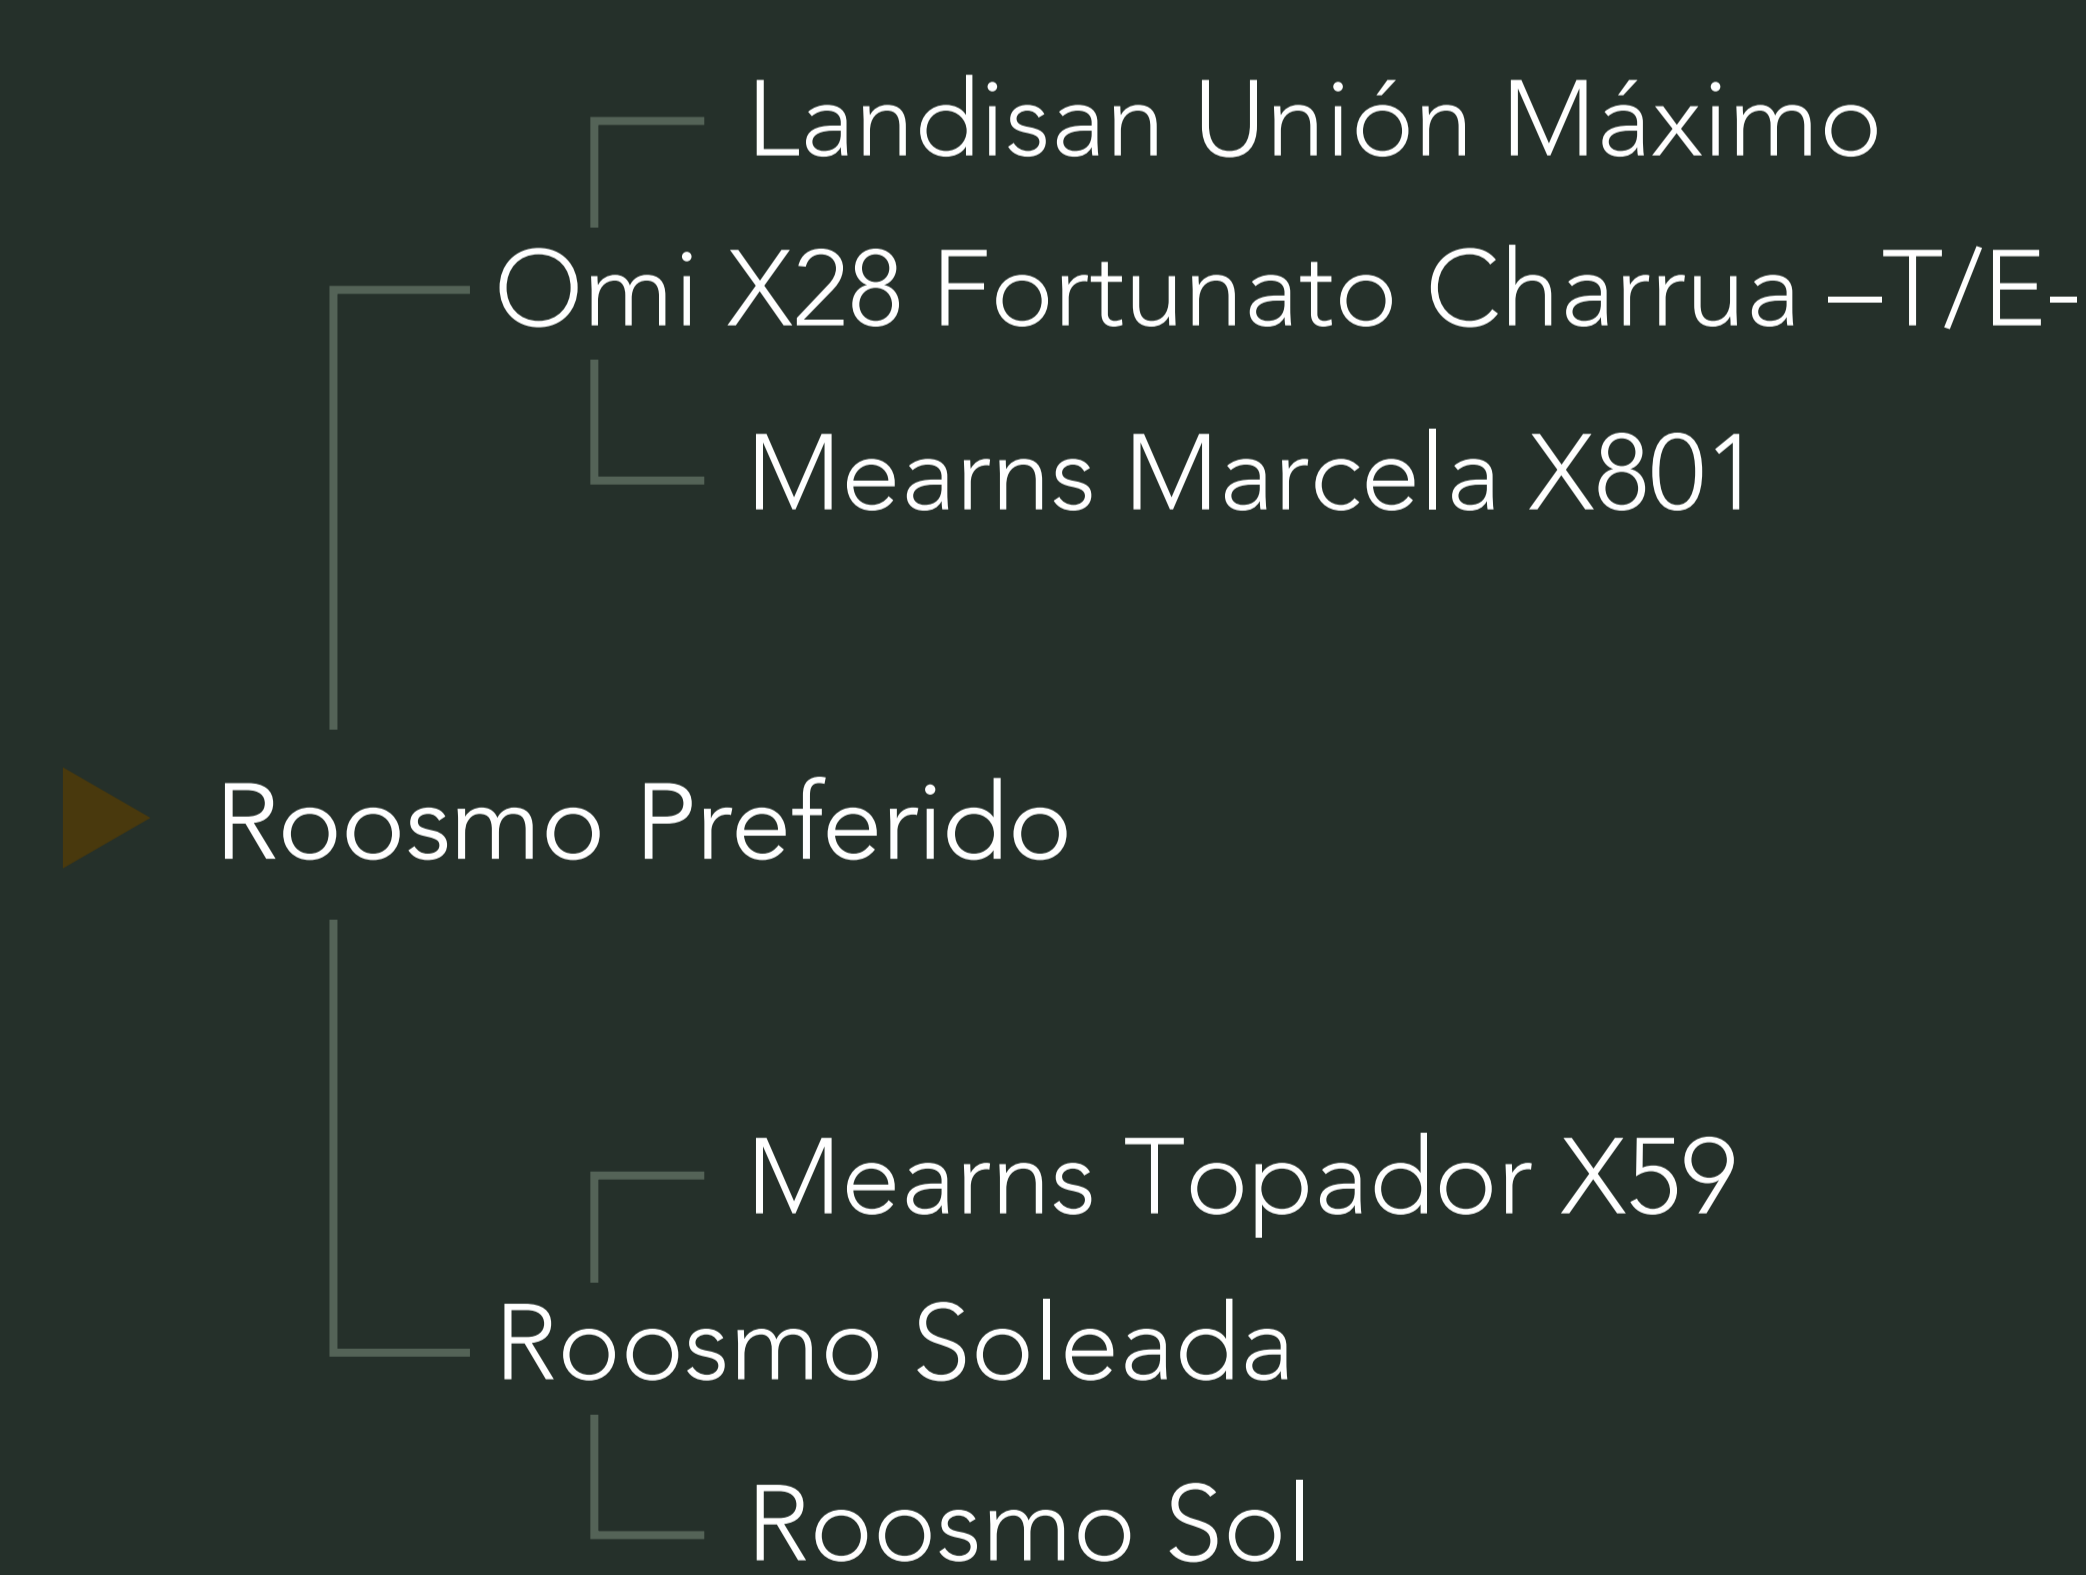 Landisan Unión Máximo
Omi X28 Fortunato Charrua –T/E-
Mearns Marcela X801
Roosmo Preferido
Mearns Topador X59
Roosmo Soleada
Roosmo Sol